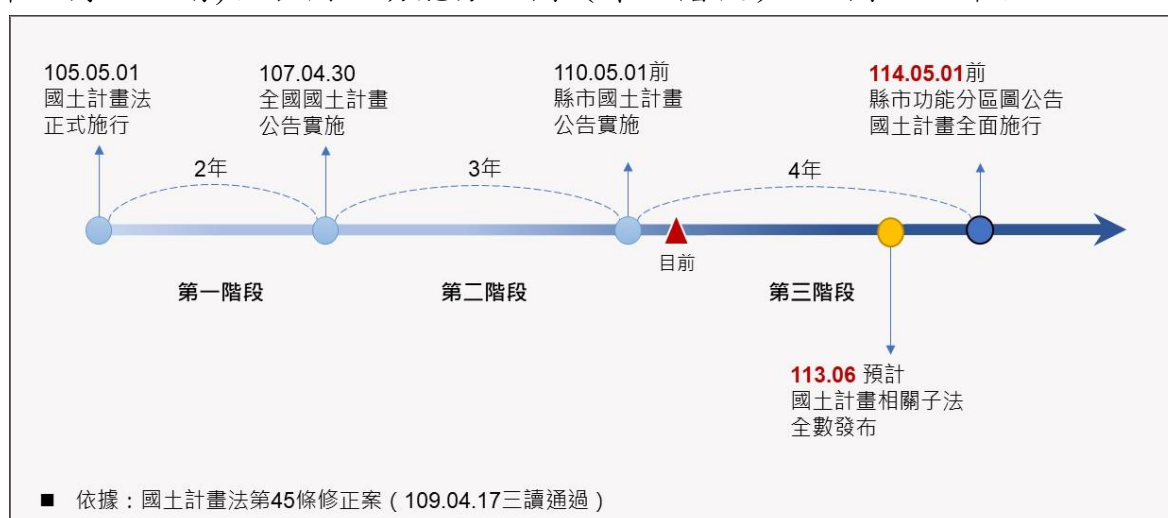 105.05.01
國土計畫法
正式施行
107.04.30
全國國土計畫
公告實施
110.05.01前
縣市國土計畫
公告實施
114.05.01前
縣市功能分區圖公告
國土計畫全面施行
2年
3年
4年
目前
第一階段
第二階段
第三階段
113.06 預計
國土計畫相關子法
全數發布
■ 依據：國土計畫法第45條修正案（109.04.17三讀通過）